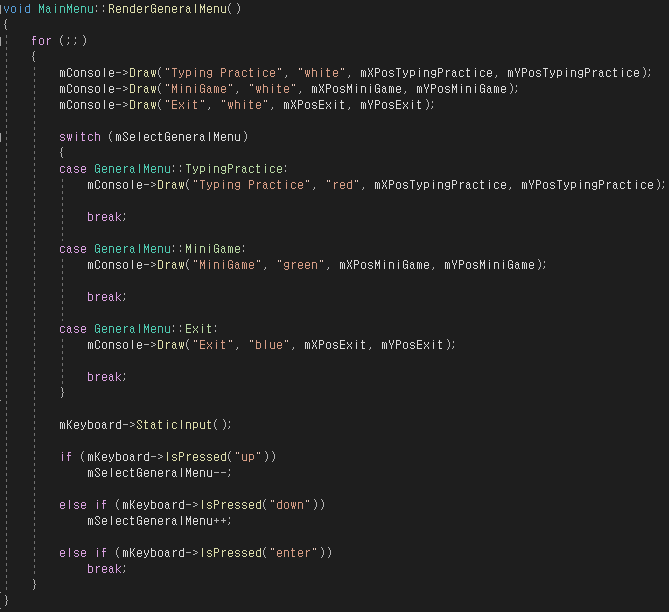 void MainMenu::RenderGeneralMenu()
{
    for (;;)
    {
        mConsole->Draw("Typing Practice", "white", mXPosTypingPractice, mYPosTypingPractice);
        mConsole->Draw("MiniGame", "white", mXPosMiniGame, mYPosMiniGame);
        mConsole->Draw("Exit", "white", mXPosExit, mYPosExit);

        switch (mSelectGeneralMenu)
        {
        case GeneralMenu::TypingPractice:
            mConsole->Draw("Typing Practice", "red", mXPosTypingPractice, mYPosTypingPractice);

            break;

        case GeneralMenu::MiniGame:
            mConsole->Draw("MiniGame", "green", mXPosMiniGame, mYPosMiniGame);

            break;

        case GeneralMenu::Exit:
            mConsole->Draw("Exit", "blue", mXPosExit, mYPosExit);

            break;
        }

        mKeyboard->StaticInput();

        if (mKeyboard->IsPressed("up"))
            mSelectGeneralMenu--;

        else if (mKeyboard->IsPressed("down"))
            mSelectGeneralMenu++;

        else if (mKeyboard->IsPressed("enter"))
            break;
    }
}